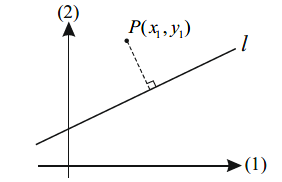 (2)
P(x₁, y₁)
l
(1)